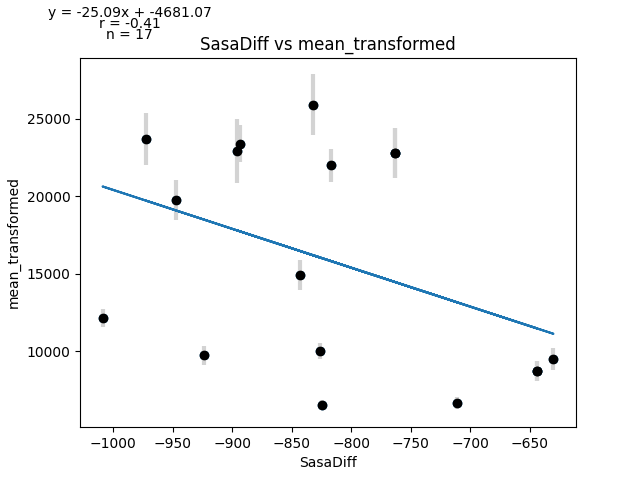 y = -25.09x + -4681.07
r = -0.41
n = 17
SasaDiff vs mean_transformed
25000
20000
15000
10000
mean_transformed
−1000
−950
−900
−850
−800
−750
−700
−650
SasaDiff